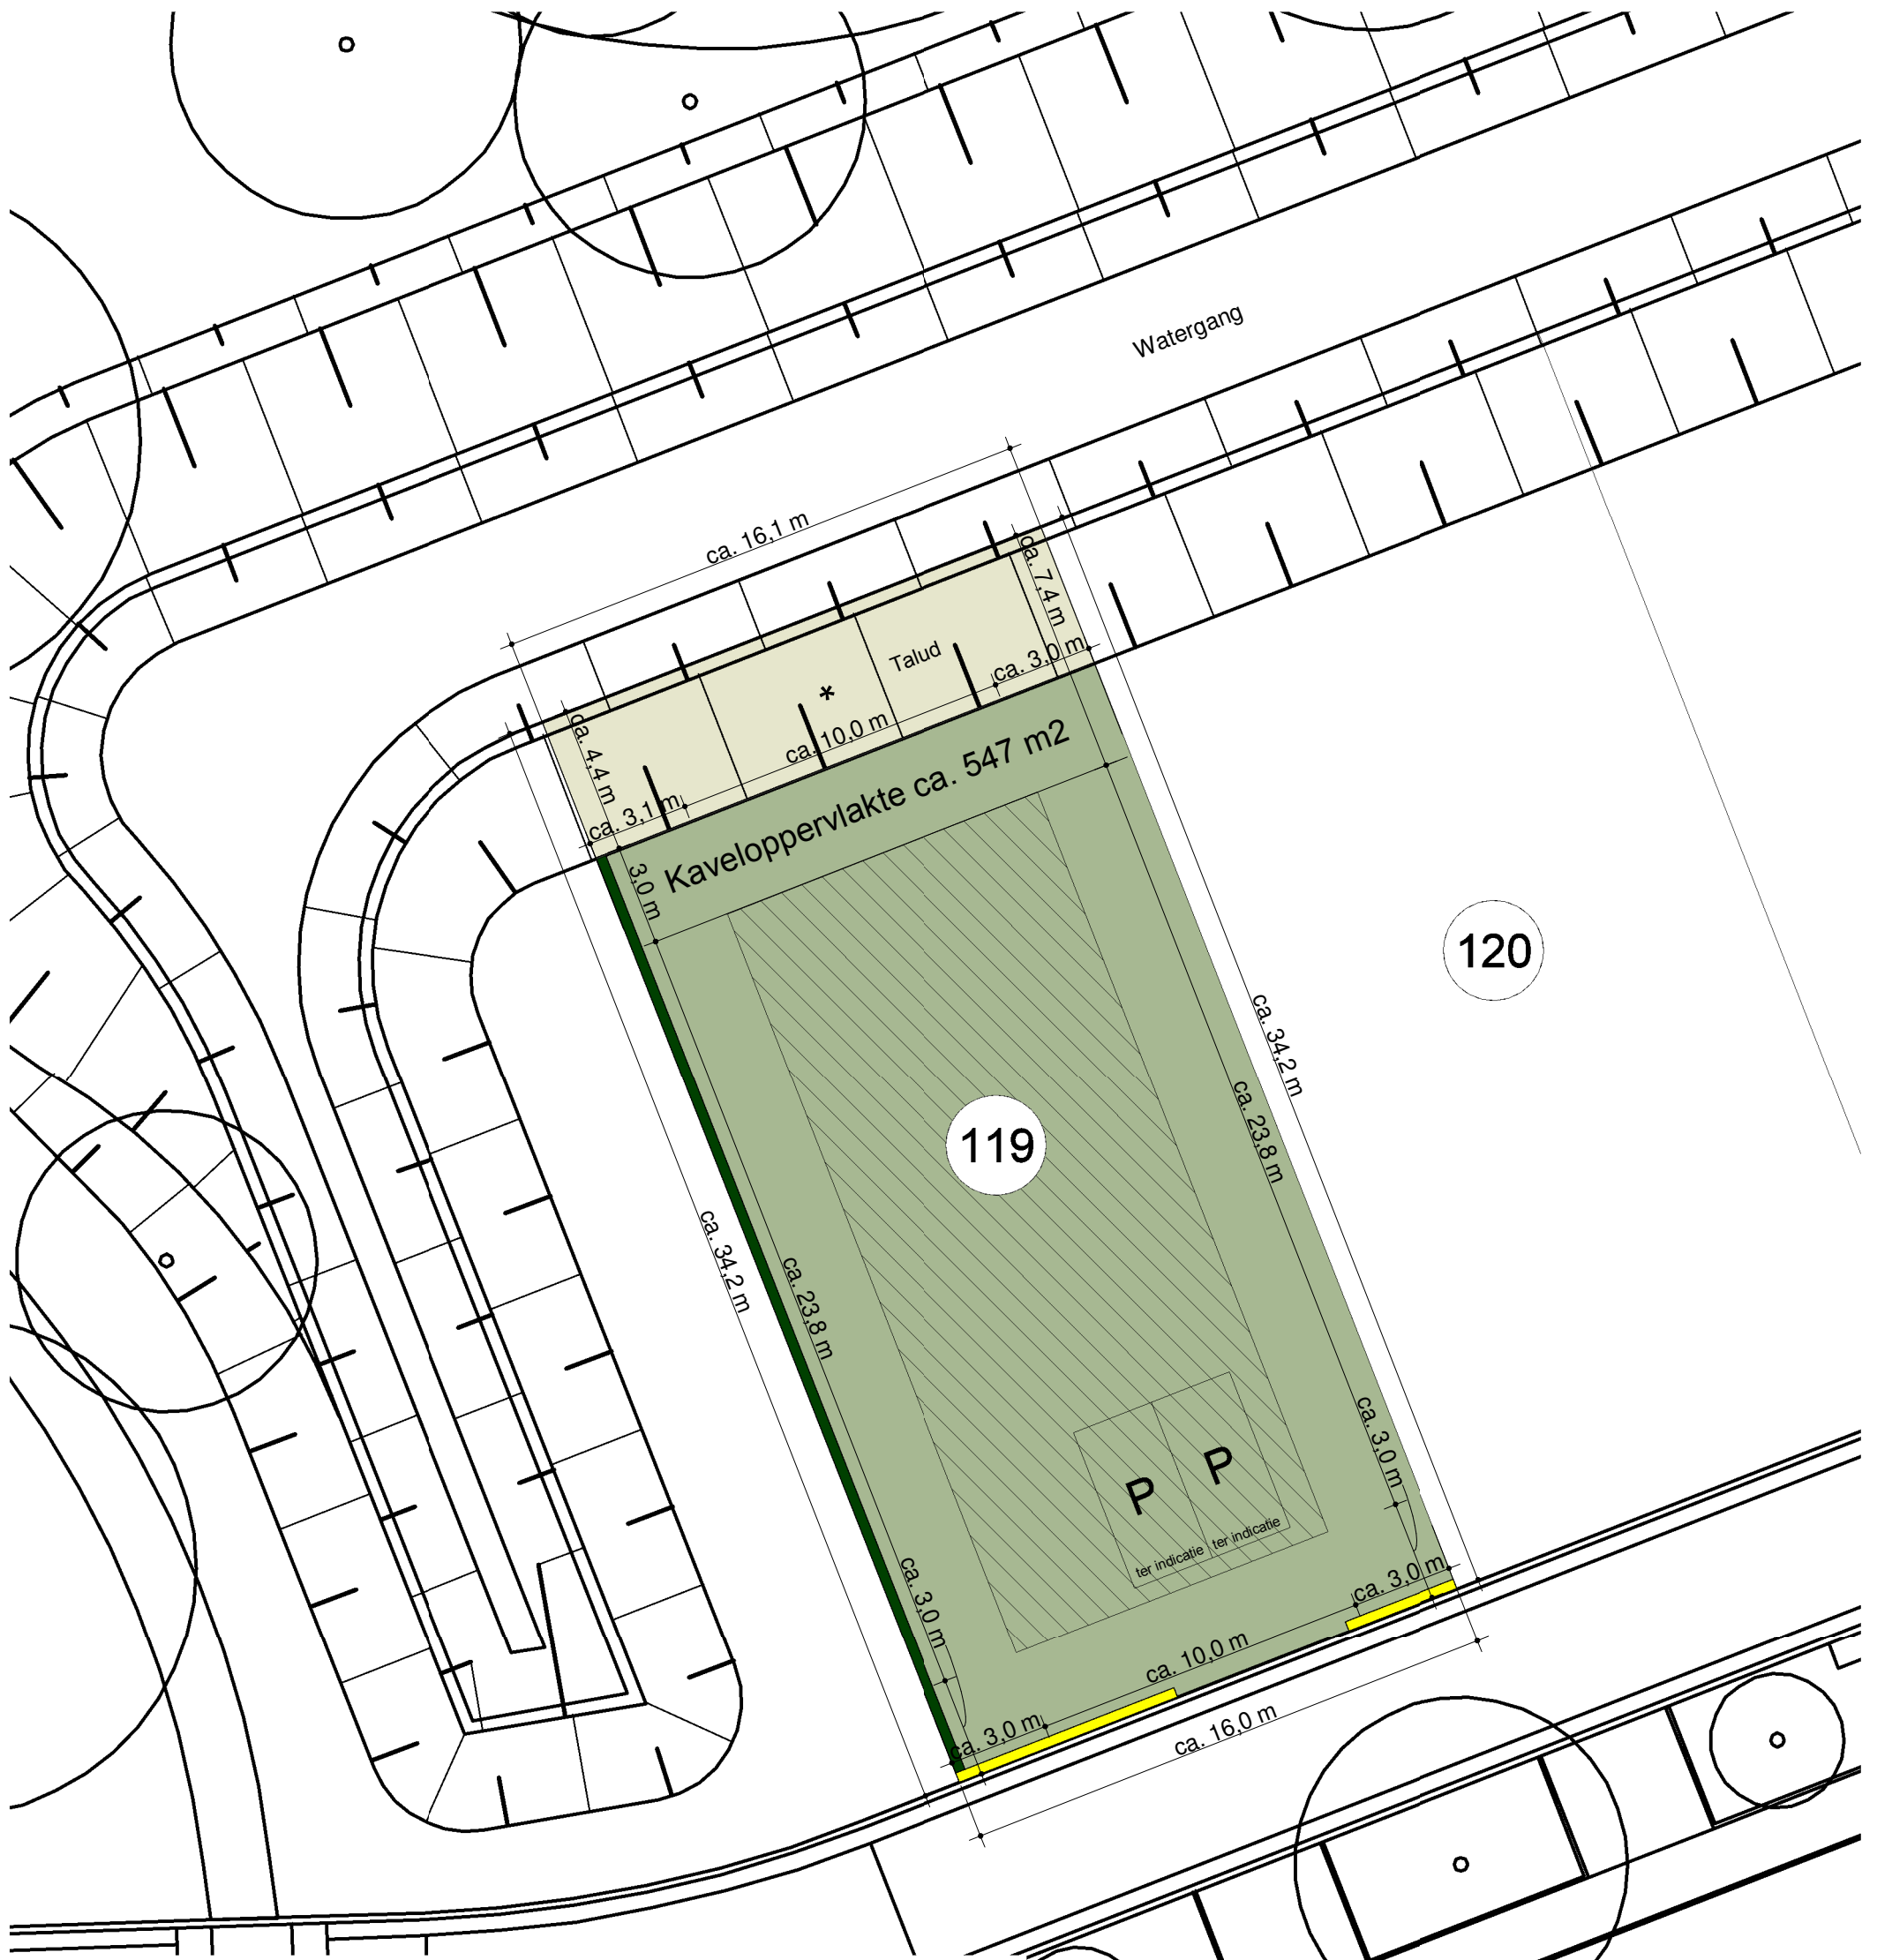 Watergang
ca. 16,1 m
ca. 7,4 m
Talud
ca. 3,0 m
*
ca. 10,0 m
ca. 4,4 m
ca. 3,1 m
Kaveloppervlakte ca. 547 m2
3,0 m
120
ca. 34,2 m
119
ca. 23,8 m
ca. 34,2 m
ca. 23,8 m
ca. 3,0 m
P P
ter indicatie ter indicatie
ca. 3,0 m
ca. 3,0 m
ca. 10,0 m
ca. 3,0 m
ca. 16,0 m